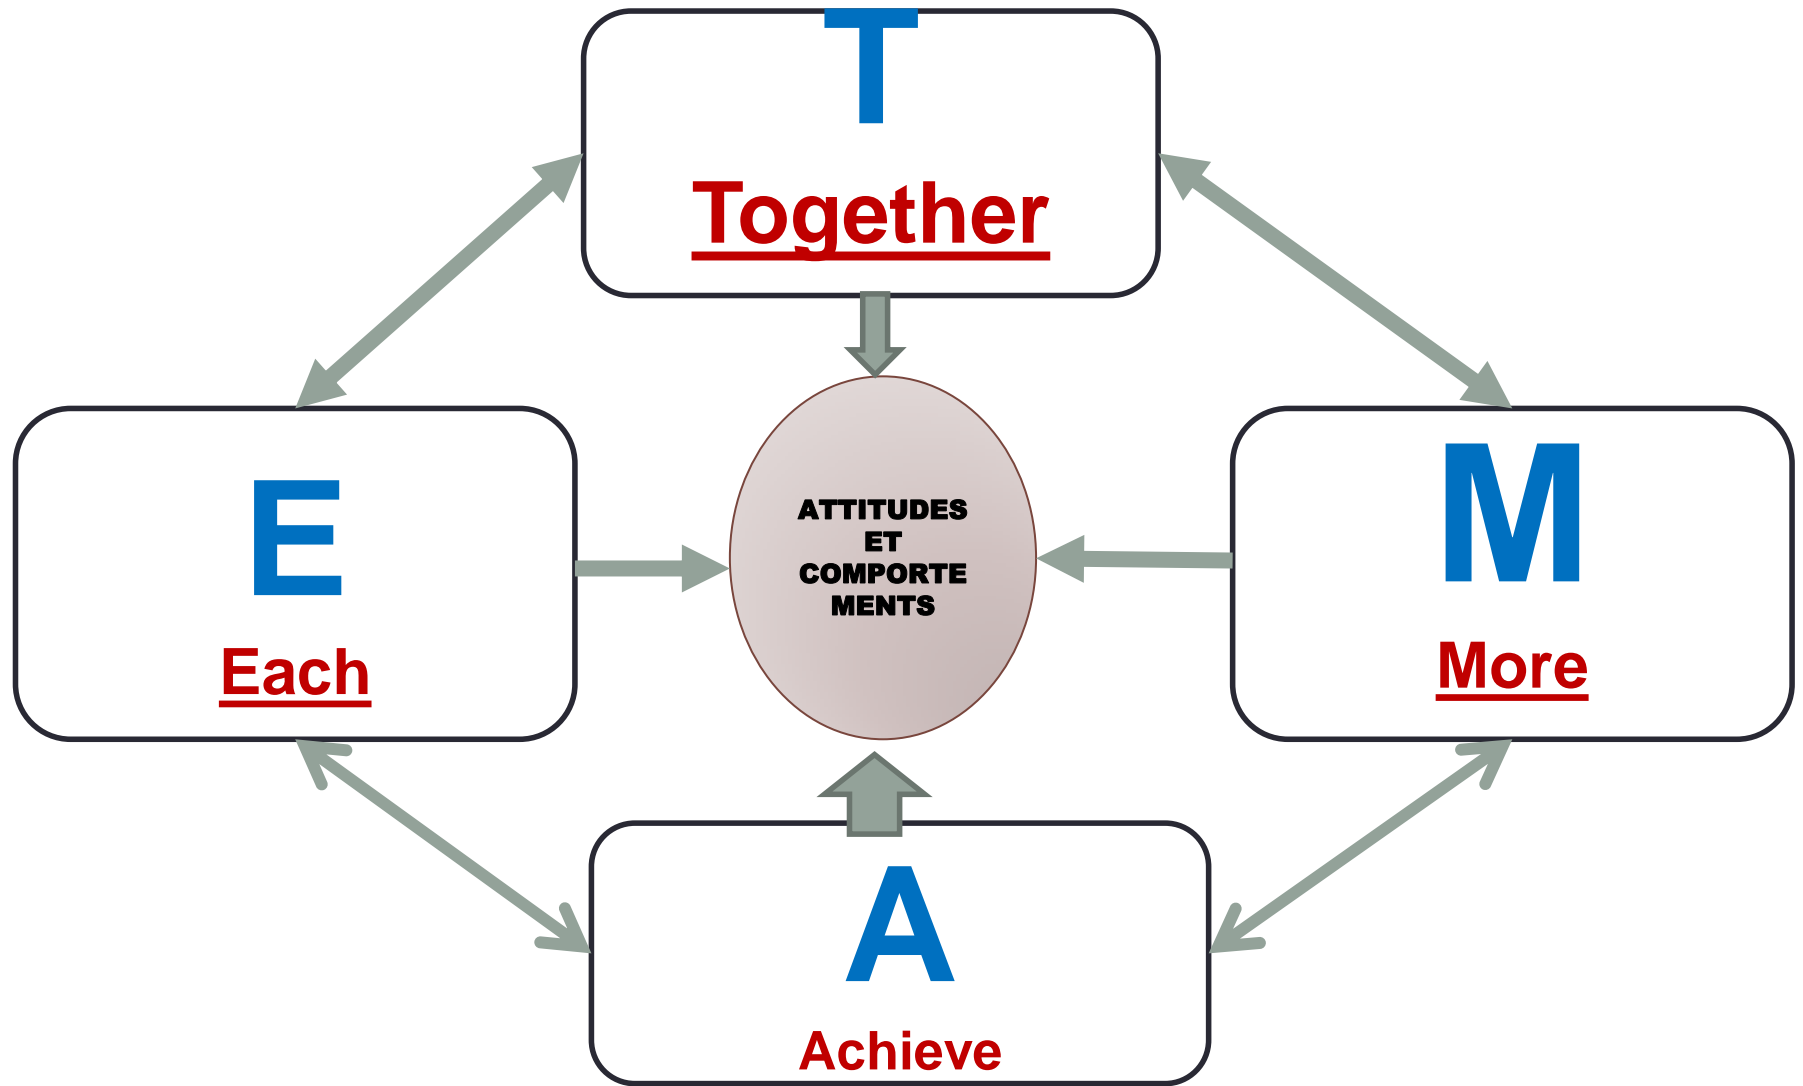 T
Together
E
Each
ATTITUDES
ET
COMPORTE
MENTS
M
More
A
Achieve